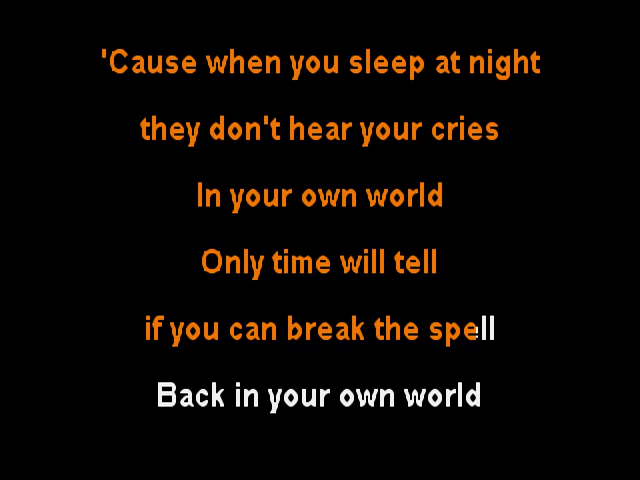 'Cause when you sleep at night
they don't hear your cries
In your own world
Only time will tell
if you can break the spell
Back in your own world